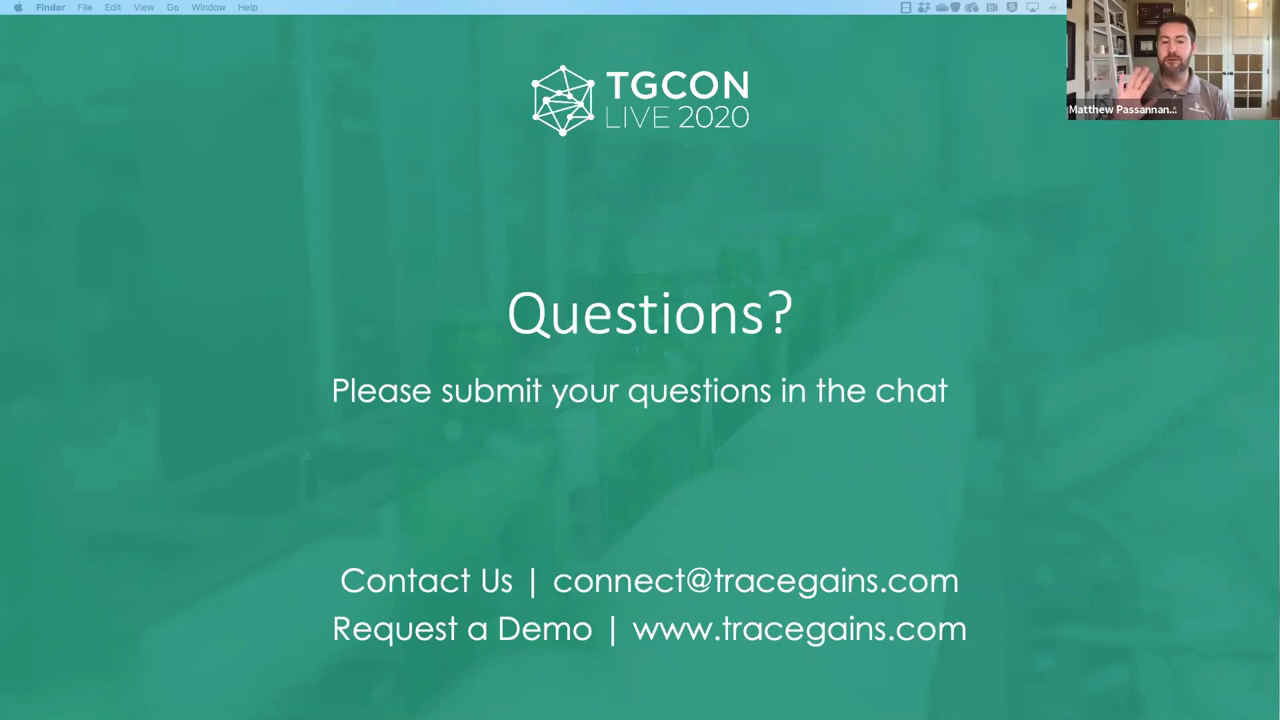 Finder File Edit View Go Window Help
Matthew Passannan...
TGCON
LIVE 2020
Questions?
Please submit your questions in the chat
Contact Us | connect@tracegains.com
Request a Demo | www.tracegains.com